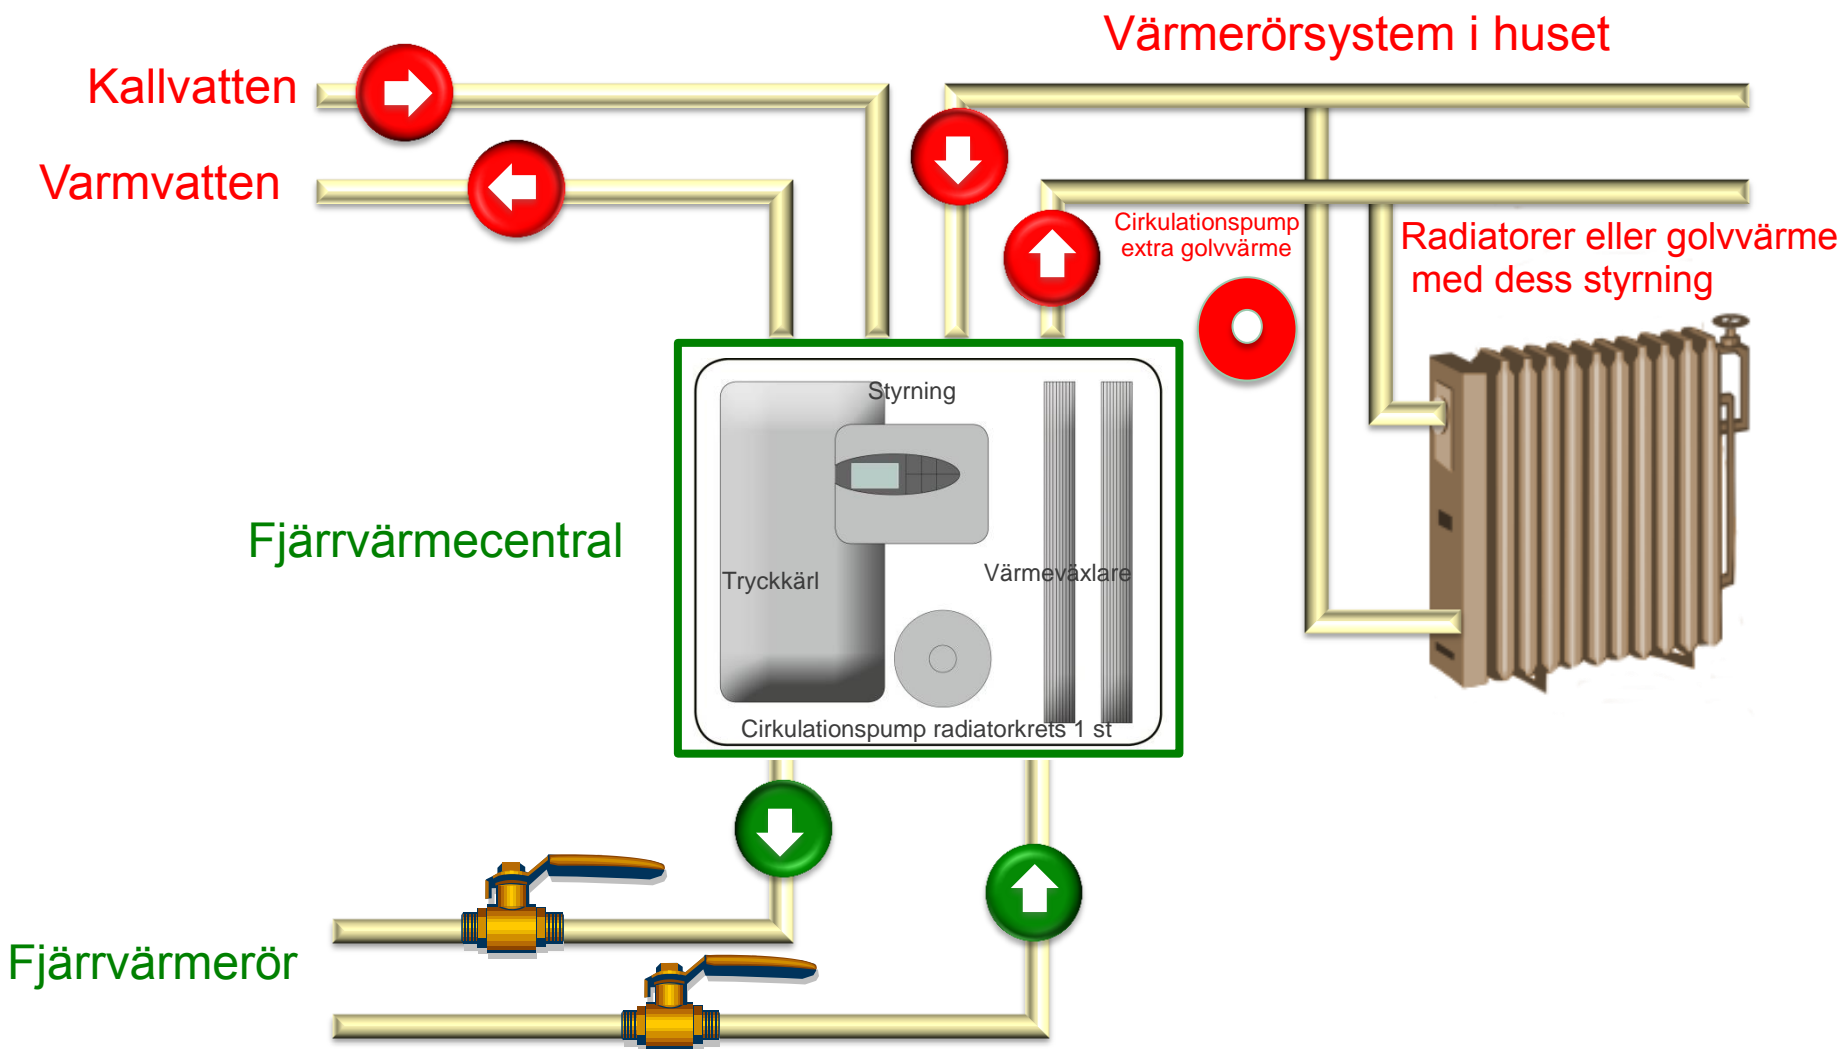 Värmerörsystem i huset
Kallvatten
Varmvatten
Cirkulationspump
extra golvvärme
Radiatorer eller golvvärme
med dess styrning
Styrning
Fjärrvärmecentral
Tryckkärl
Värmeväxlare
Cirkulationspump radiatorkrets 1 st
Fjärrvärmerör